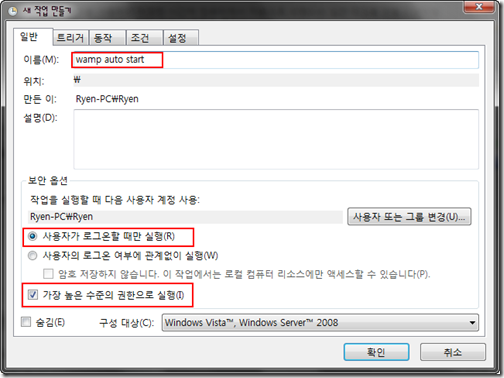 새 작업 만들기
일반 트리거 동작 조건 설정
이름(M): wamp auto start
위치: ₩
만든 이: Ryen-PC₩Ryen
설명(D):
보안 옵션
작업을 실행할 때 다음 사용자 계정 사용:
Ryen-PC₩Ryen 사용자 또는 그룹 변경(U)...
사용자가 로그온할 때만 실행(R)
사용자의 로그온 여부에 관계없이 실행(W)
암호 저장하지 않습니다. 이 작업에서는 로컬 컴퓨터 리소스에만 액세스할 수 있습니다(P).
가장 높은 수준의 권한으로 실행(I)
숨김(E) 구성 대상(C): Windows Vista™, Windows Server™ 2008
확인 취소